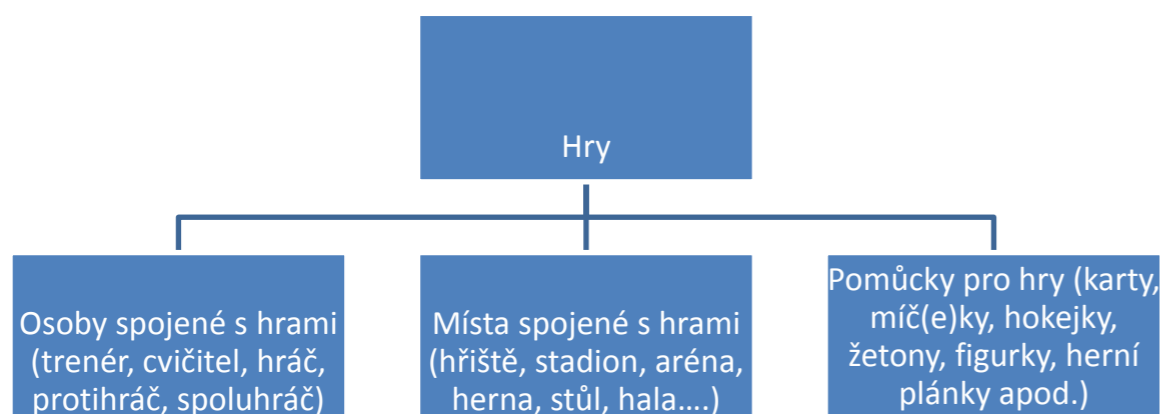 Hry
Osoby spojené s hrami
(trenér, cvičitel, hráč,
protihráč, spoluhráč)
Místa spojené s hrami
(hřiště, stadion, aréna,
herna, stůl, hala....)
Pomůcky pro hry (karty,
míč(e)ky, hokejky,
žetony, figurky, herní
plánky apod.)